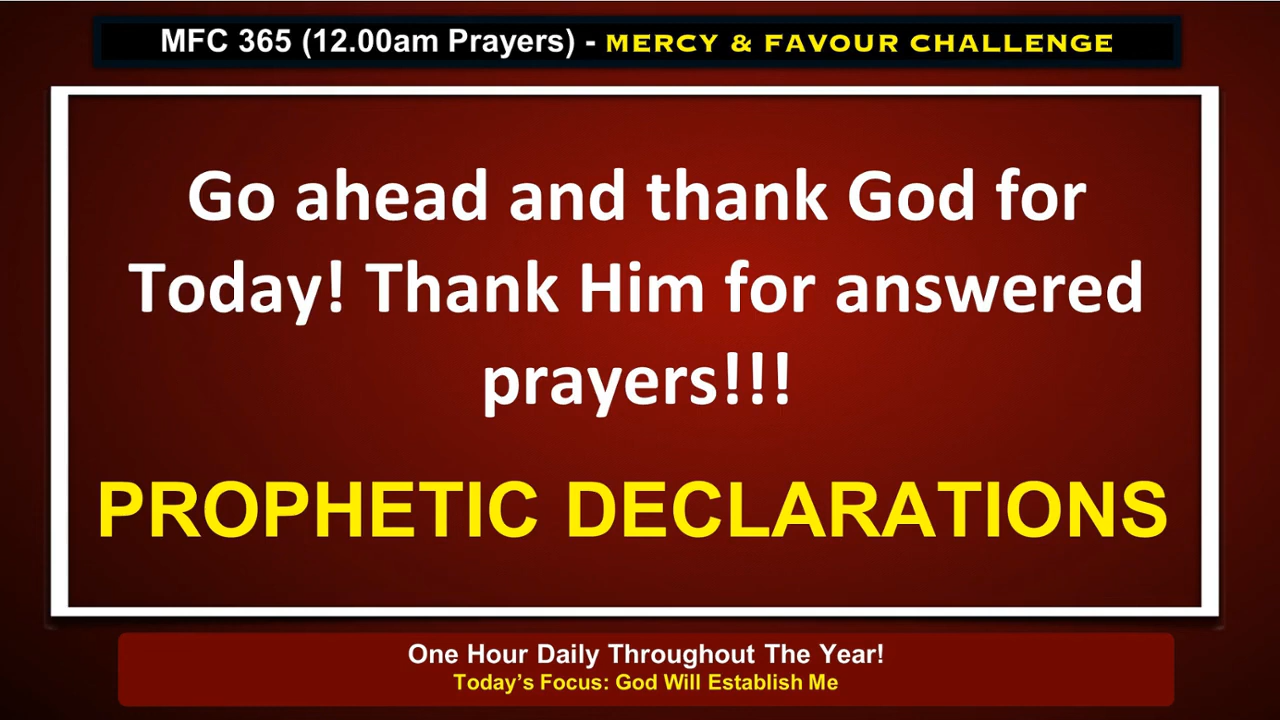 MFC 365 (12.00am Prayers) - MERCY & FAVOUR CHALLENGE
Go ahead and thank God for
Today! Thank Him for answered
prayers!!!
PROPHETIC DECLARATIONS
One Hour Daily Throughout The Year!
Today’s Focus: God Will Establish Me